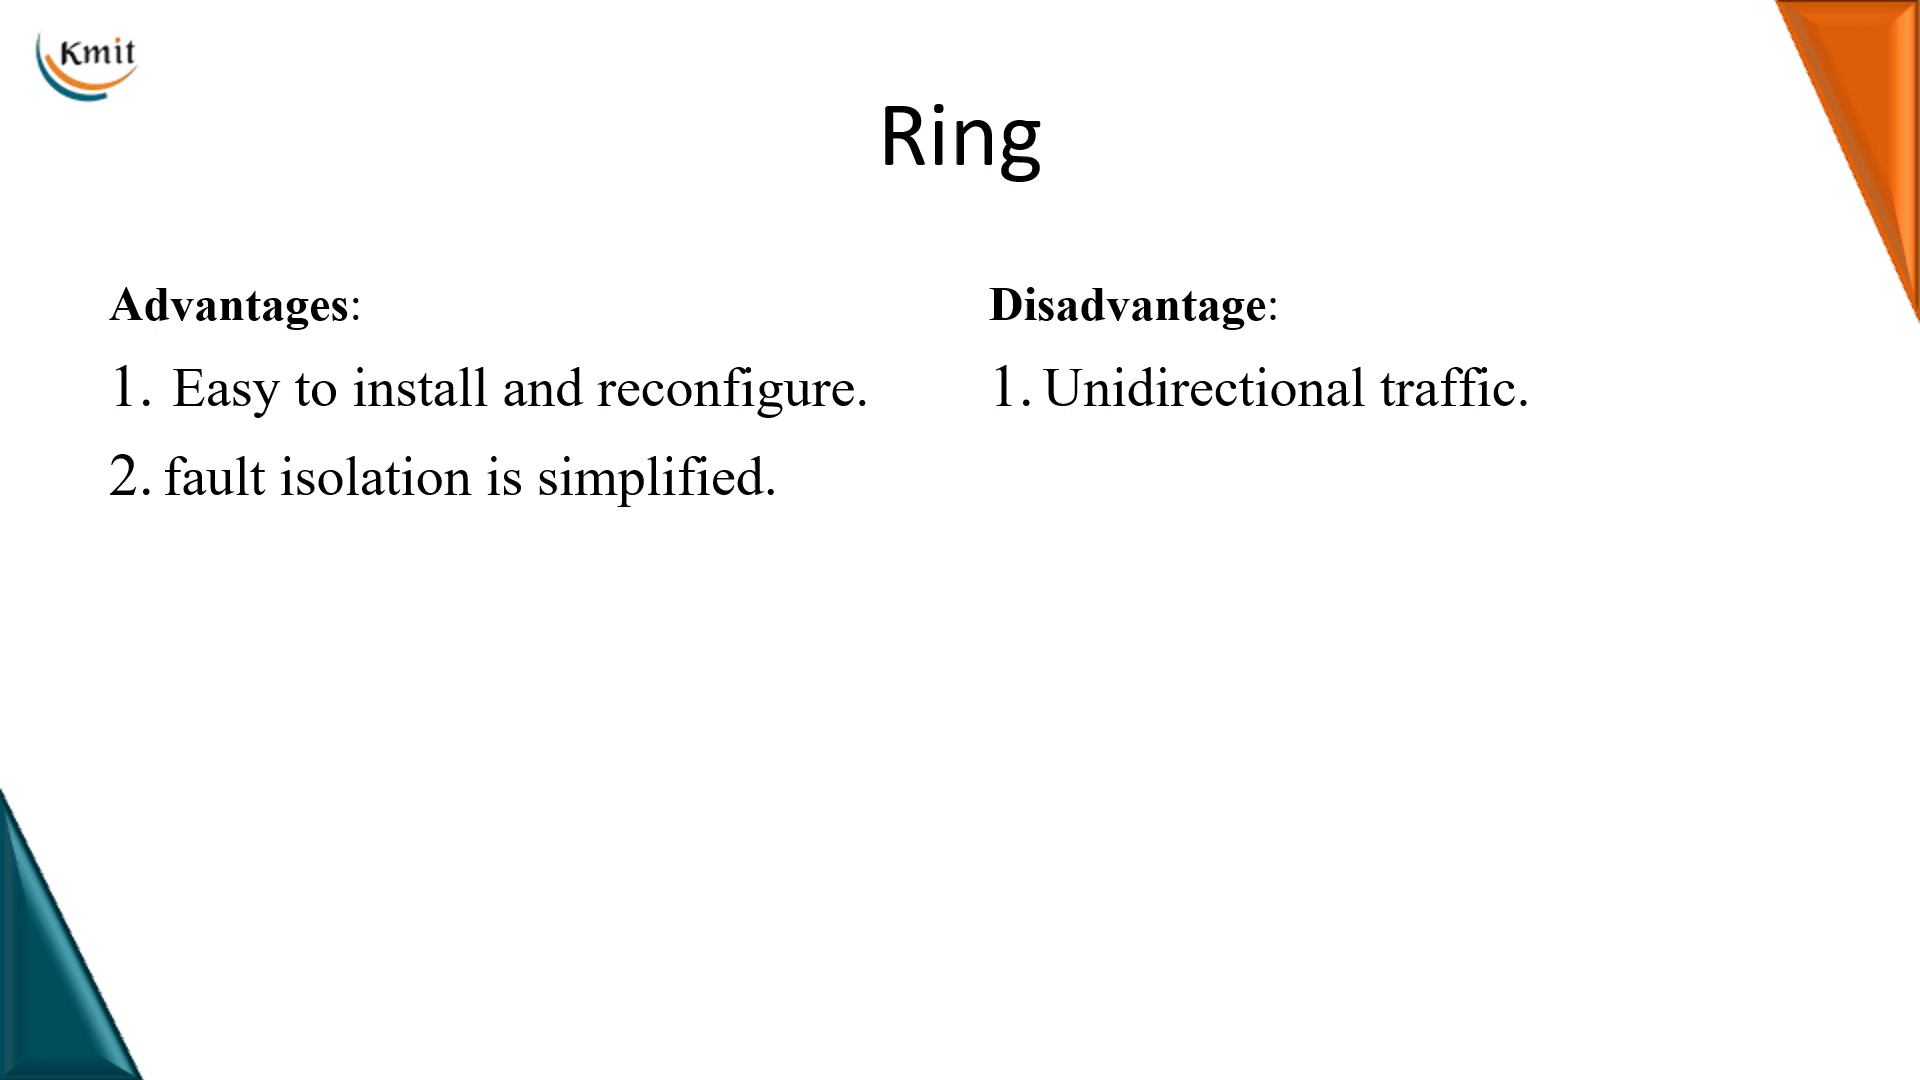 Kmit
Ring
Advantages:
1. Easy to install and reconfigure.
2. fault isolation is simplified.
Disadvantage:
1. Unidirectional traffic.